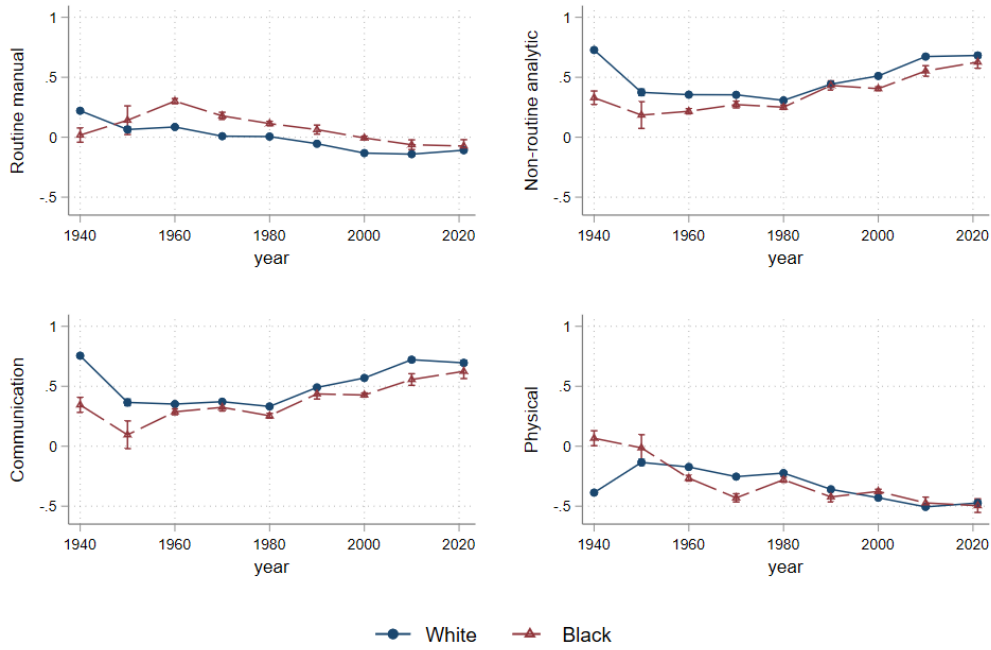 Routine manual
1
.5
0
-.5
1940 1960 1980 2000 2020
year
Non-routine analytic
1
.5
0
-.5
1940 1960 1980 2000 2020
year
Communication
1
.5
0
-.5
1940 1960 1980 2000 2020
year
Physical
1
.5
0
-.5
1940 1960 1980 2000 2020
year
White Black